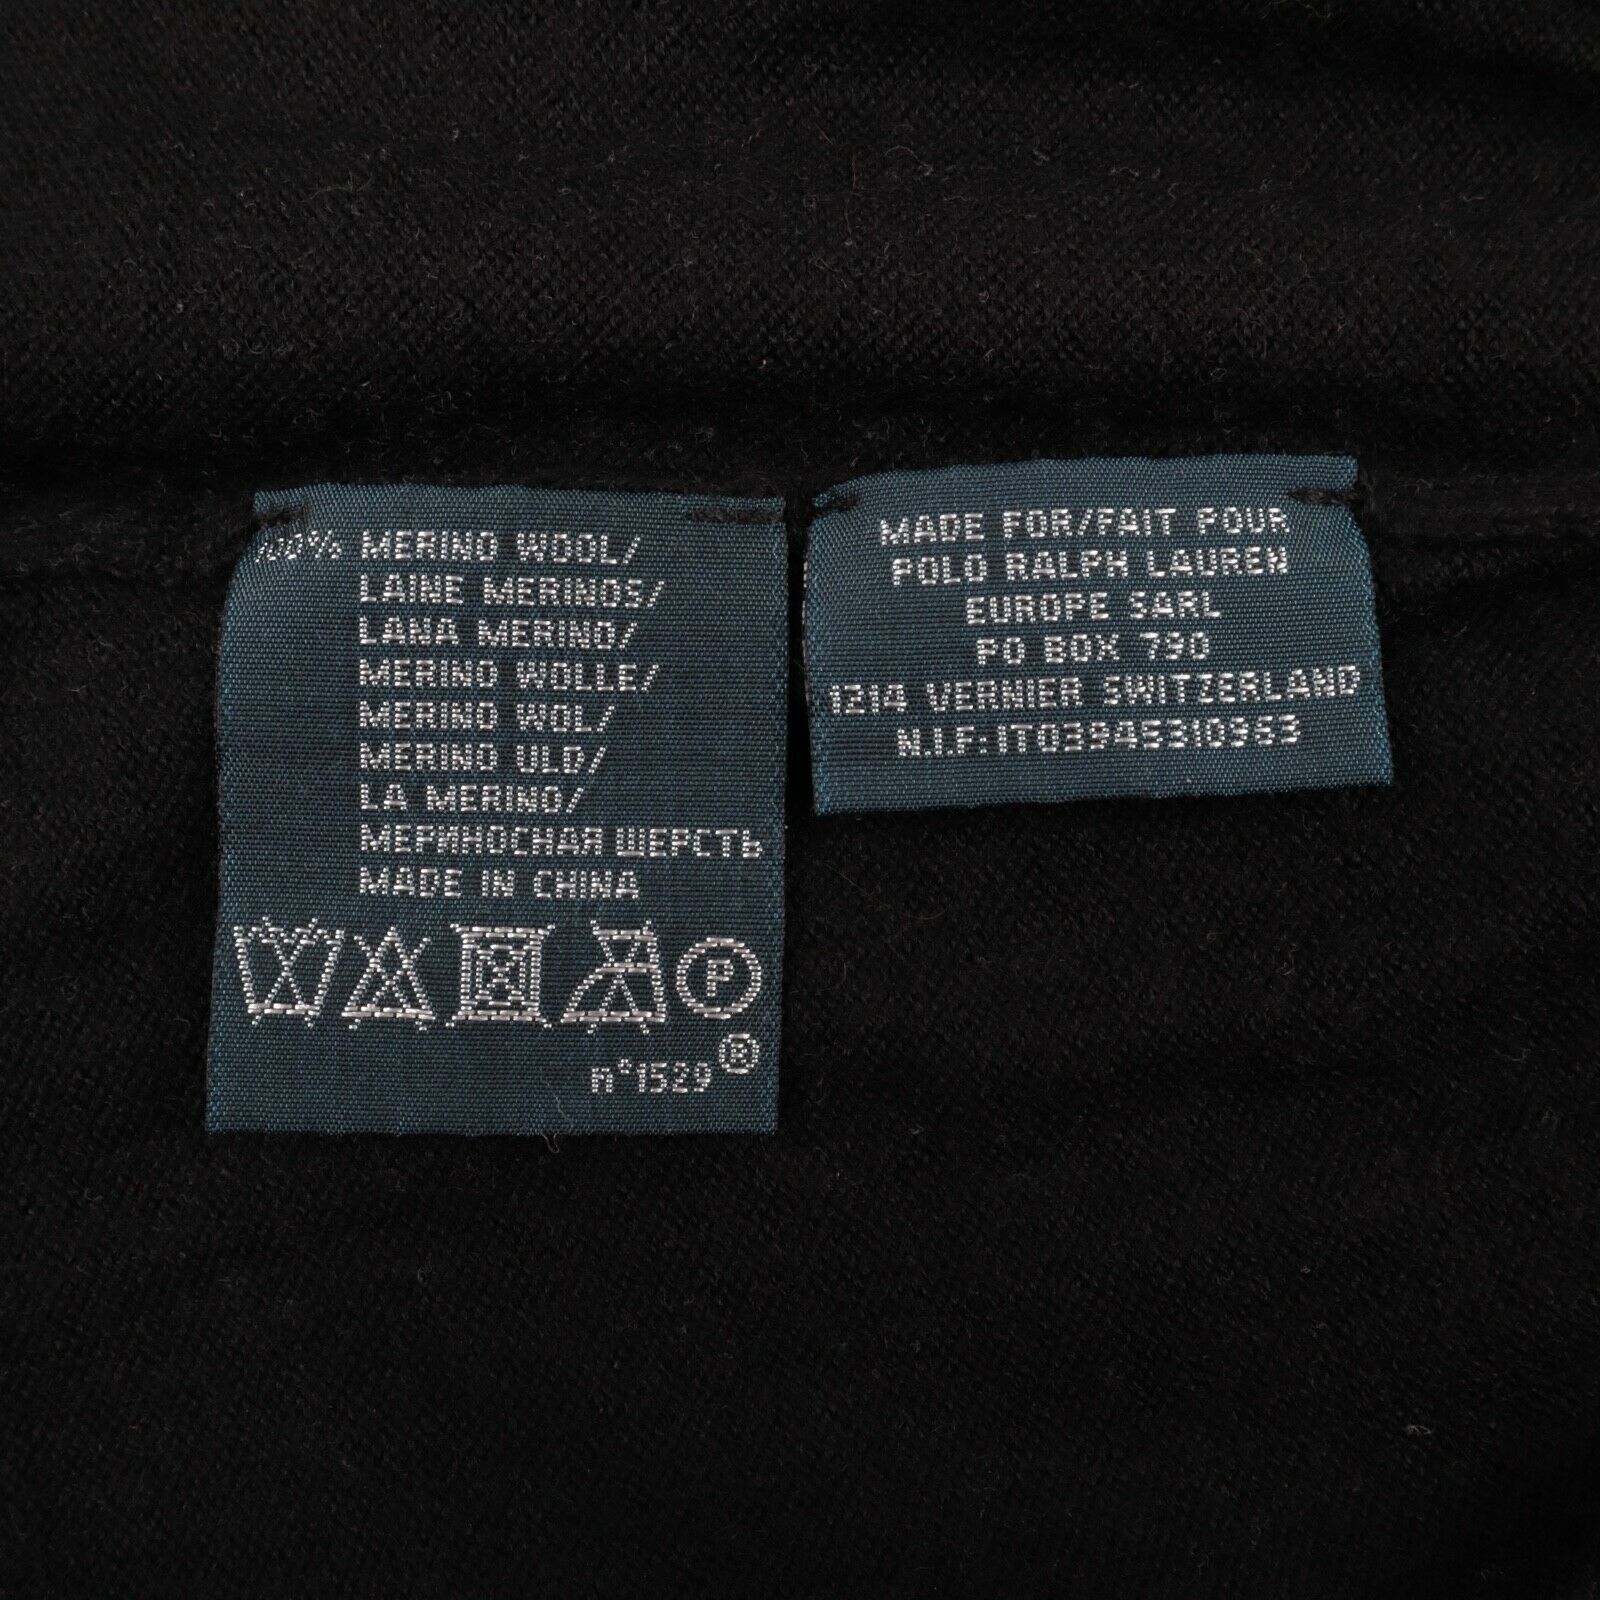 100% MERINO WOOL/
LAINE MERINOS/
LANA MERINO/
MERINO WOLLE/
MERINO WOL/
MERINO ULD/
LA MERINO/
МЕРИНОСНАЯ ШЕРСТЬ
MADE IN CHINA
P
n°1529®
MADE FOR/FAIT POUR
POLO RALPH LAUREN
EUROPE SARL
PO BOX 790
1214 VERNIER SWITZERLAND
N.I.F:IT03945310963